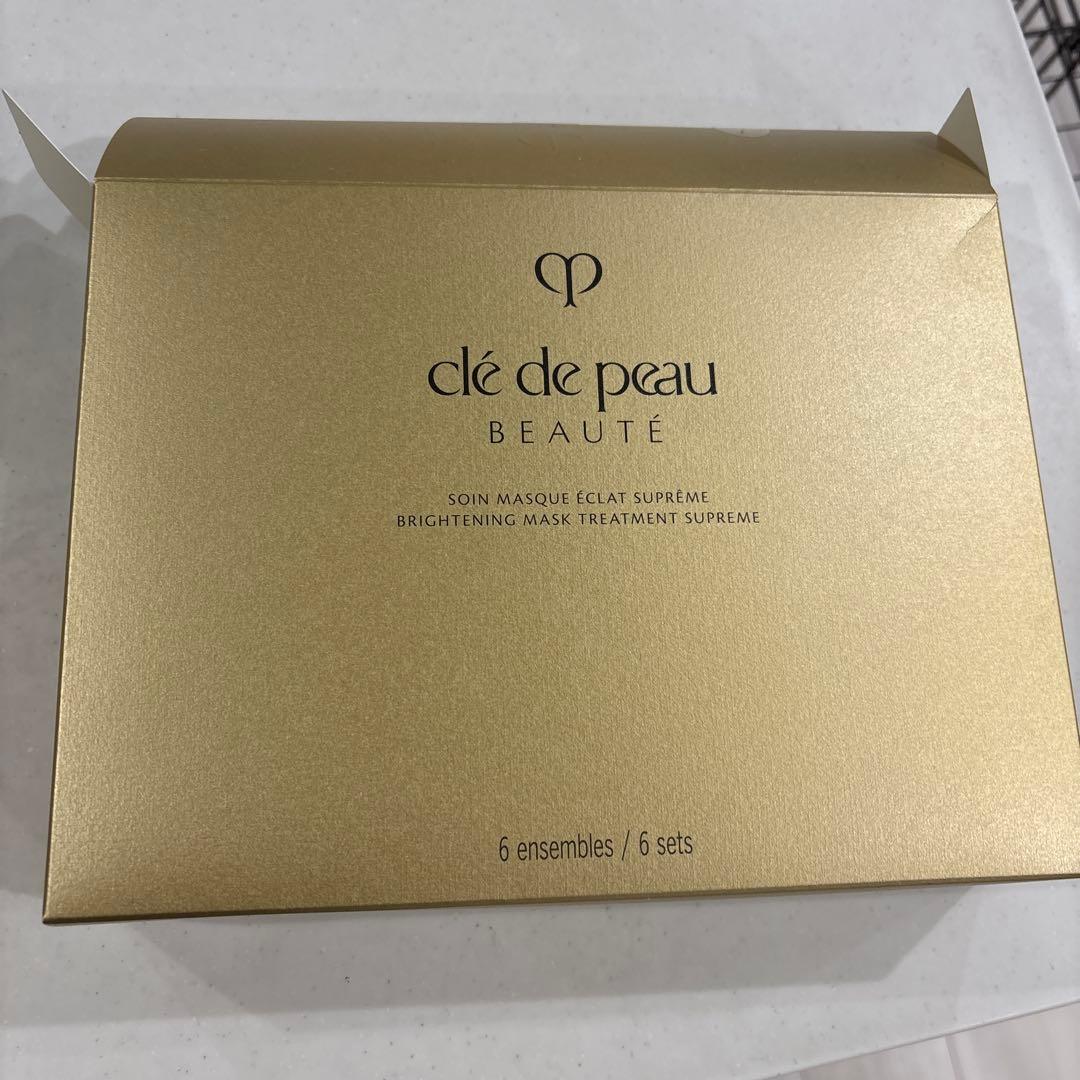 clé de peau
BEAUTÉ
SOIN MASQUE ÉCLAT SUPRÊME
BRIGHTENING MASK TREATMENT SUPREME
6 ensembles / 6 sets